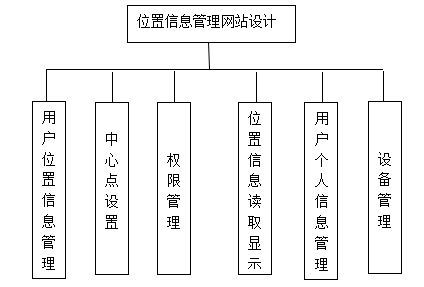 位置信息管理网站设计
用户位置信息管理
中心点设置
权限管理
位置信息读取显示
用户个人信息管理
设备管理